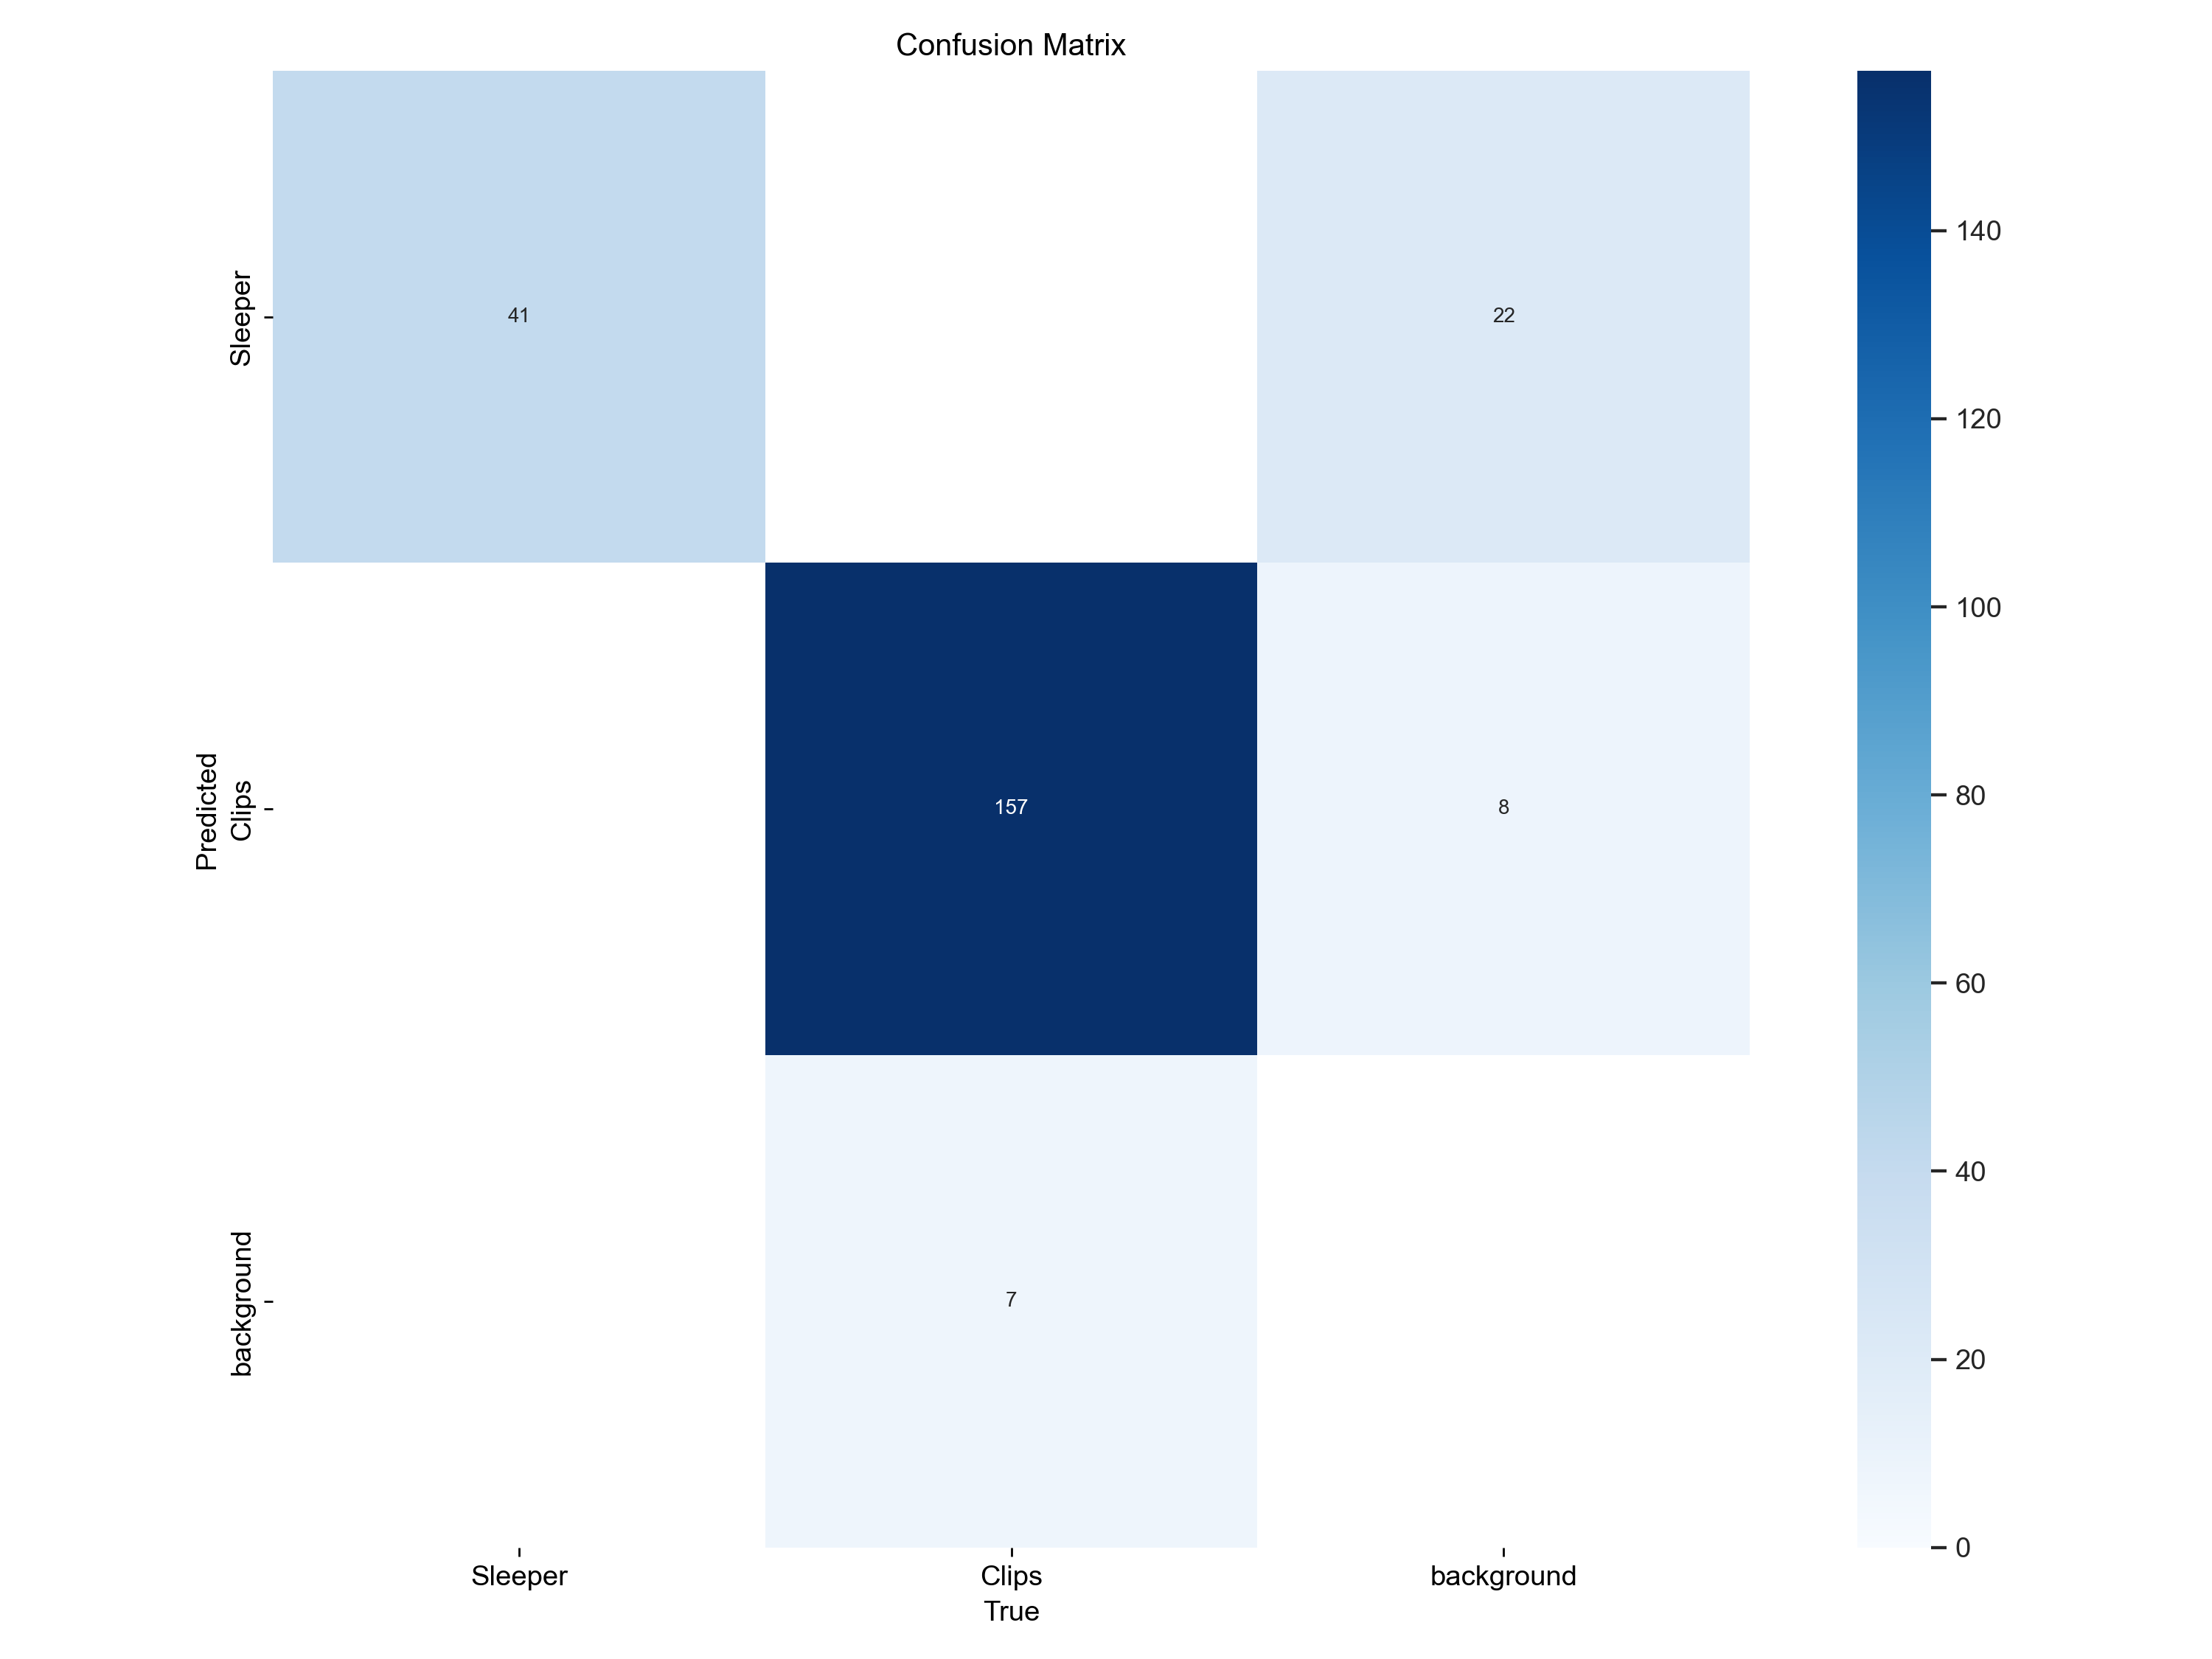 Confusion Matrix
Sleeper
41
22
140
120
100
Predicted
Clips
157
8
80
60
40
background
7
20
0
Sleeper
Clips
background
True